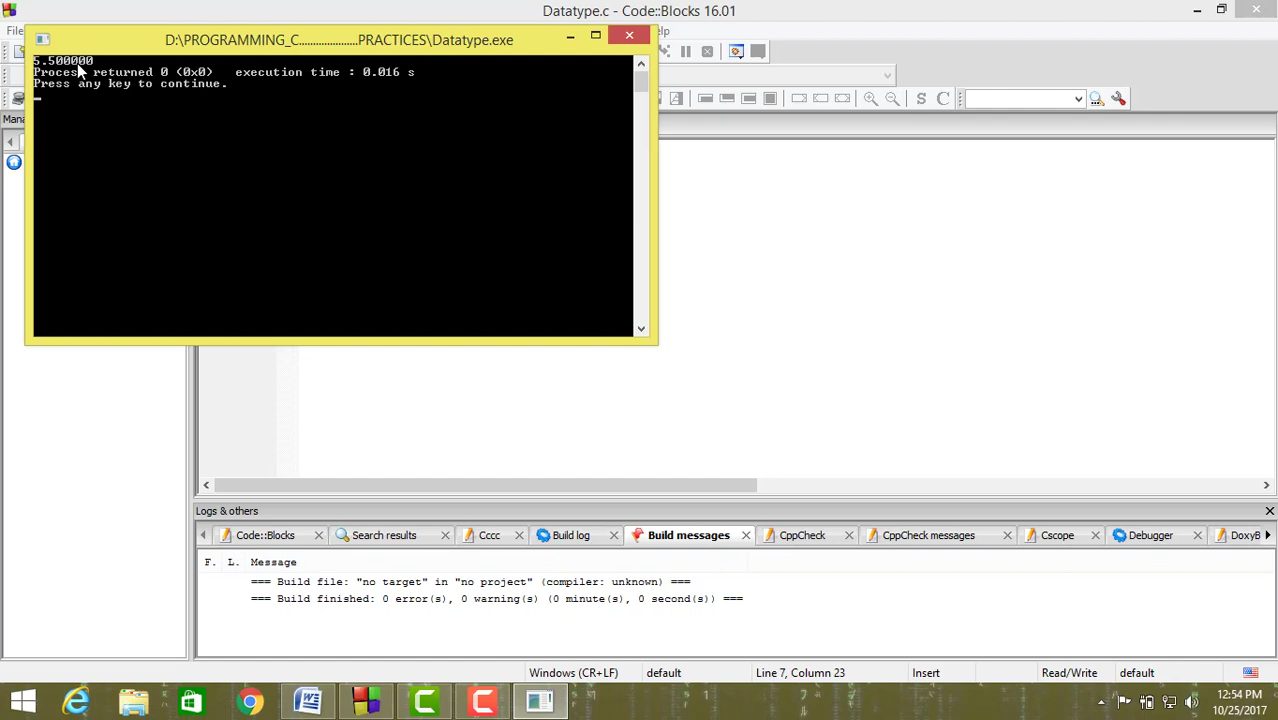 Datatype.c - Code::Blocks 16.01
D:\PROGRAMMING_C.....................PRACTICES\Datatype.exe
5.500000
Process returned 0 (0x0)   execution time : 0.016 s
Press any key to continue.
Logs & others
Code::Blocks
Search results
Cccc
Build log
Build messages
CppCheck
CppCheck messages
Cscope
Debugger
DoxyB
F. L. Message
=== Build file: "no target" in "no project" (compiler: unknown) ===
=== Build finished: 0 error(s), 0 warning(s) (0 minute(s), 0 second(s)) ===
Windows (CR+LF)
default
Line 7, Column 23
Insert
Read/Write
default
12:54 PM
10/25/2017